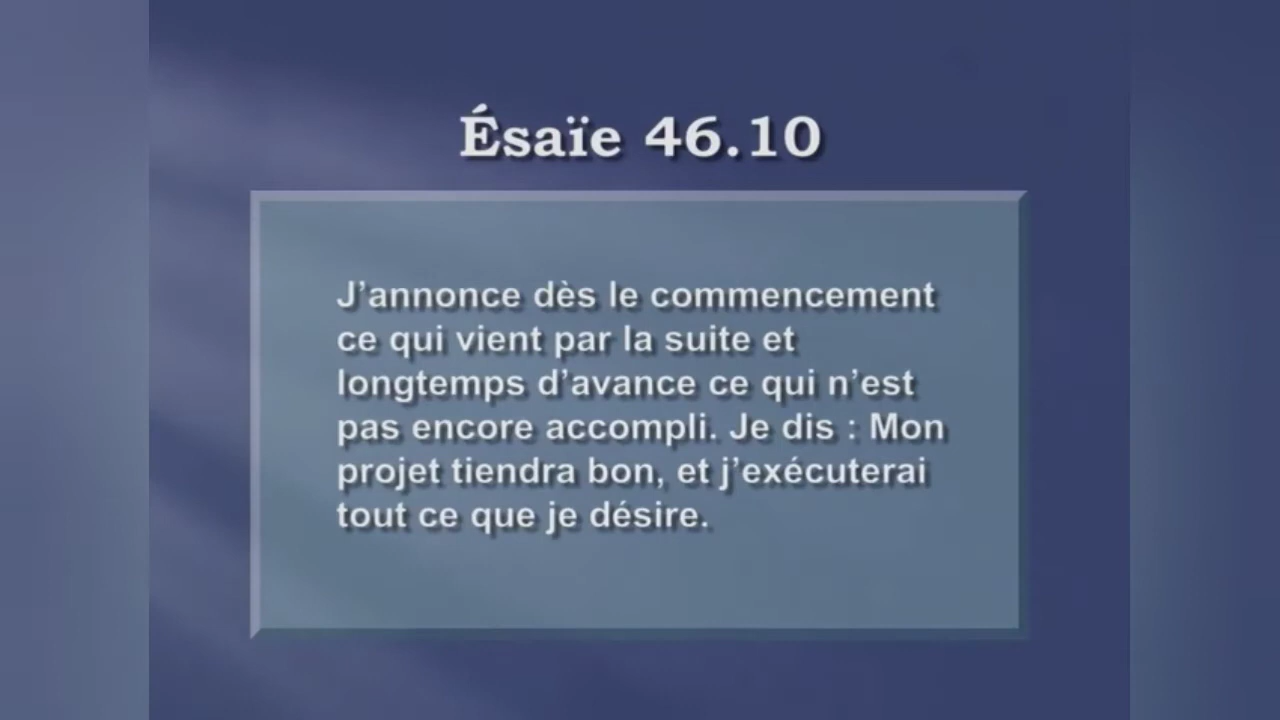 Ésaïe 46.10
J’annonce dès le commencement
ce qui vient par la suite et
longtemps d’avance ce qui n’est
pas encore accompli. Je dis : Mon
projet tiendra bon, et j’exécuterai
tout ce que je désire.